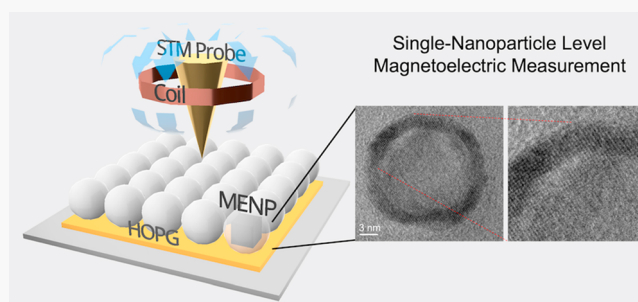 STM Probe
Coil
MENP
HOPG
Single-Nanoparticle Level
Magnetoelectric Measurement
3 nm